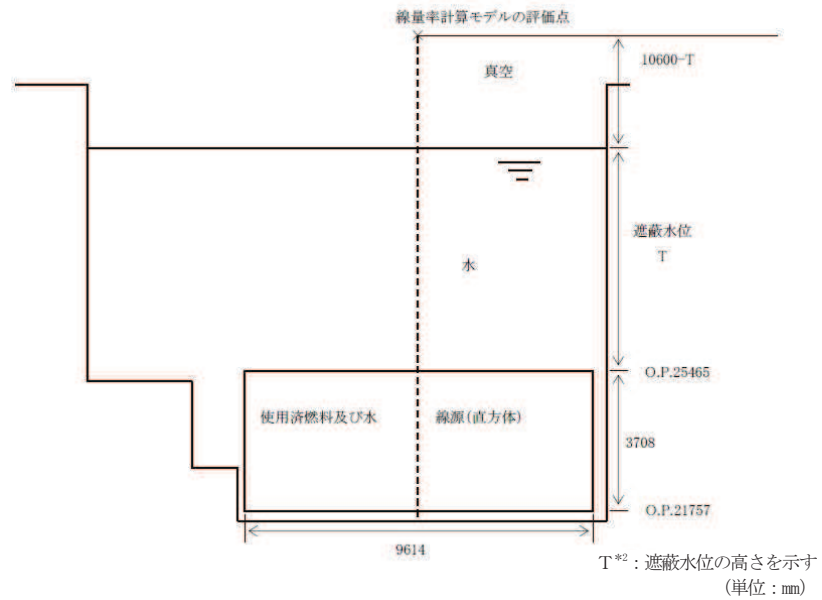 線量率計算モデルの評価点
10600-T
真空
遮蔽水位
T
水
O.P.25465
使用済燃料及び水
線源(直方体)
3708
O.P.21757
9614
T*2：遮蔽水位の高さを示す
(単位：mm)